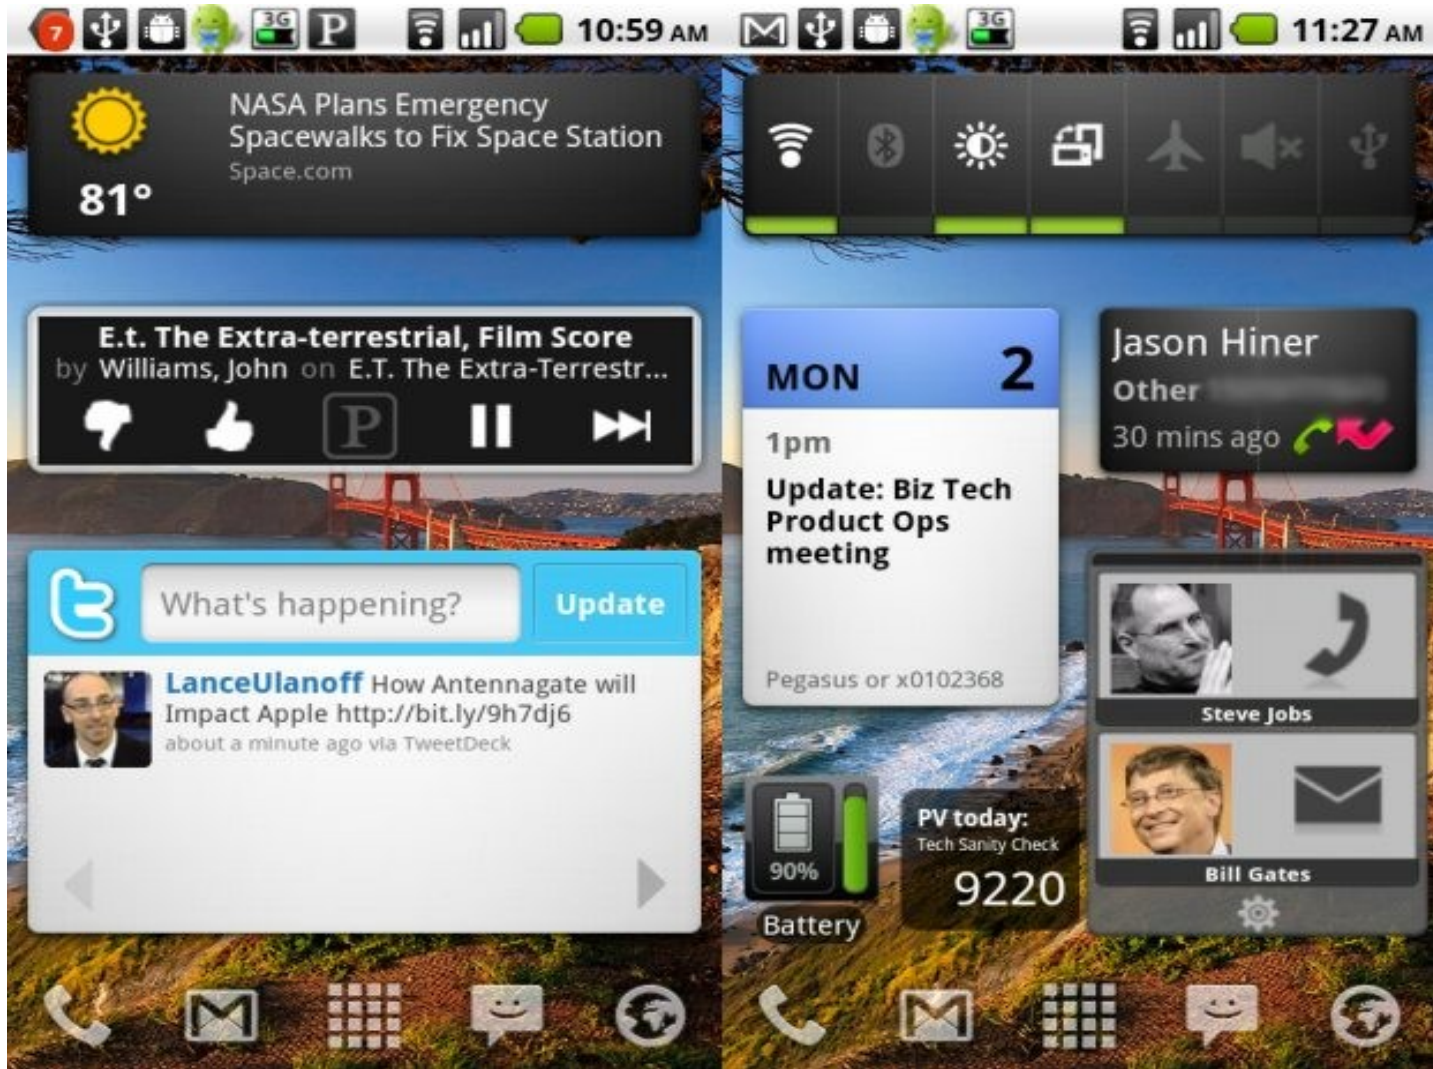 7
3G
P
10:59 AM
NASA Plans Emergency
Spacewalks to Fix Space Station
Space.com
81°
E.t. The Extra-terrestrial, Film Score
by Williams, John on E.T. The Extra-Terrestr...
P
t
What's happening?
Update
LanceUlanoff How Antennagate will
Impact Apple http://bit.ly/9h7dj6
about a minute ago via TweetDeck
3G
11:27 AM
MON 2
1pm
Update: Biz Tech
Product Ops
meeting
Pegasus or x0102368
Jason Hiner
Other
30 mins ago
Steve Jobs
Bill Gates
90%
Battery
PV today:
Tech Sanity Check
9220